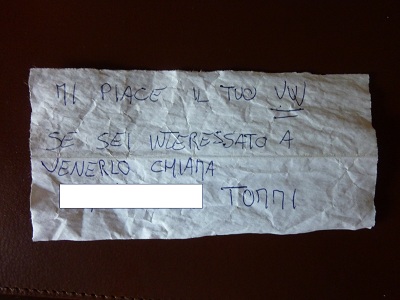 MI PIACE IL TUO VW
SE SEI INTERESSATO A
VENERLO CHIAMA
TOMMI